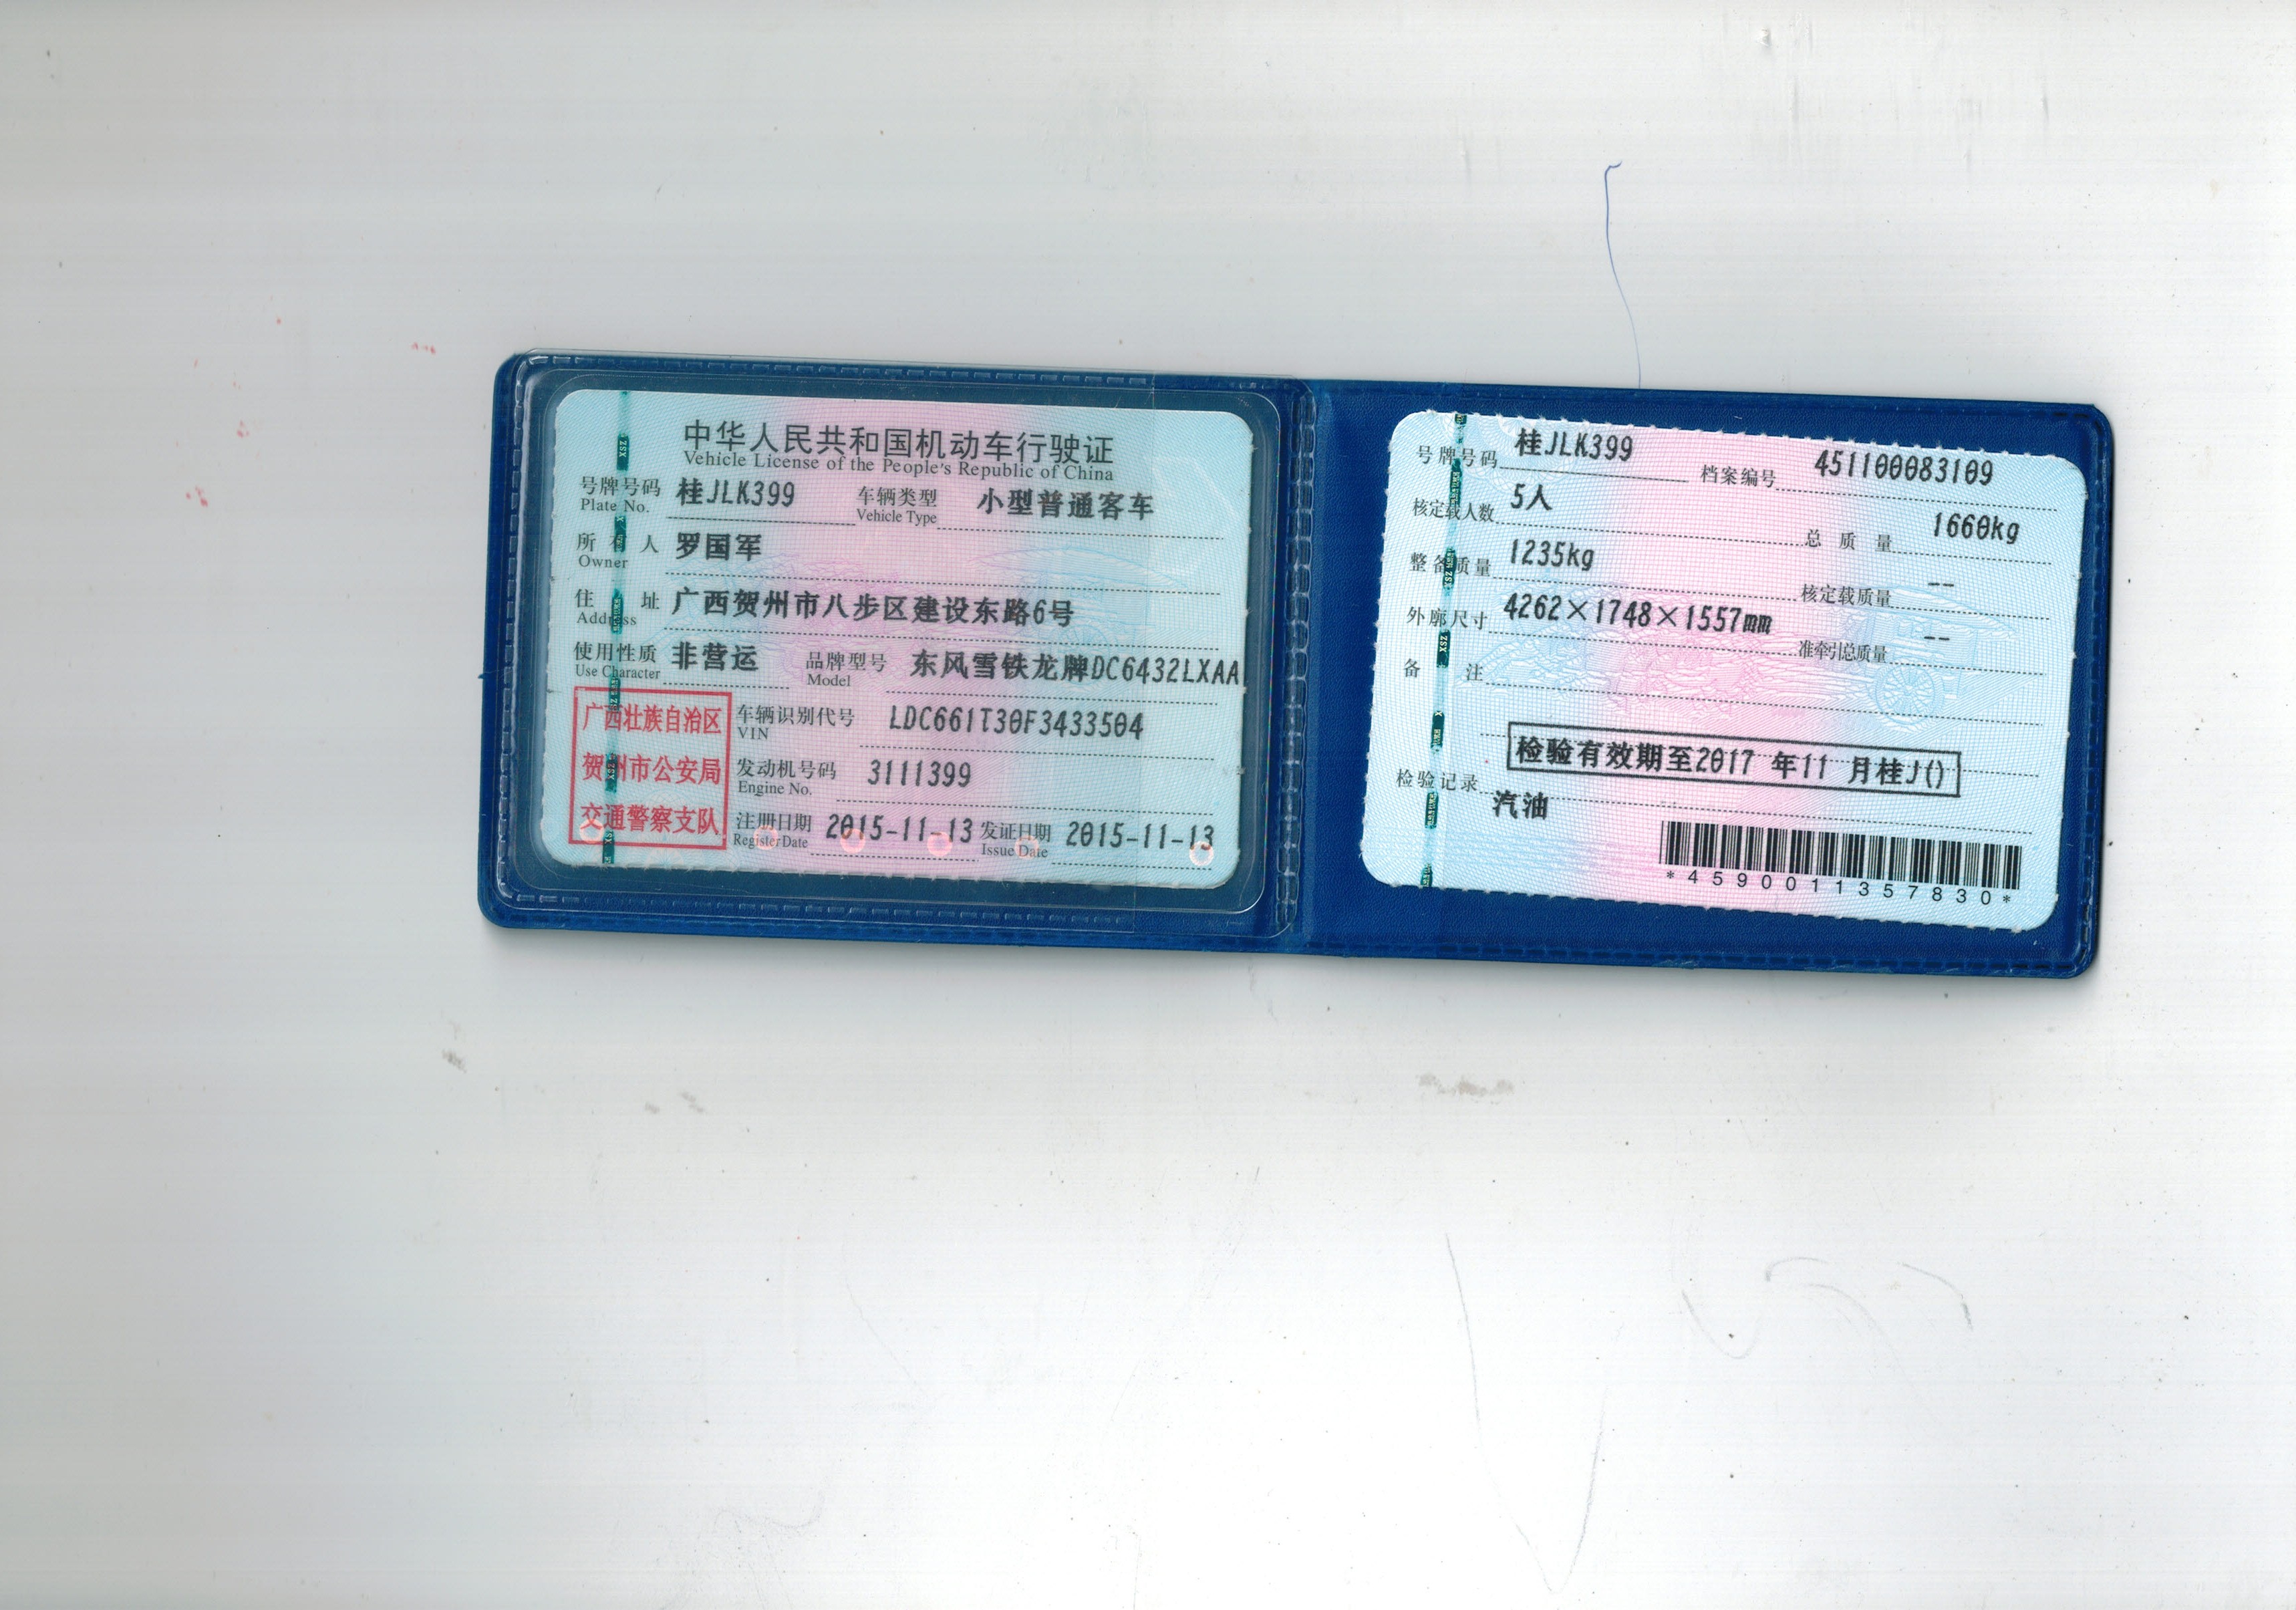 中华人民共和国机动车行驶证
Vehicle License of the People's Republic of China
号牌号码 桂JLK399 车辆类型 小型普通客车
Plate No. Vehicle Type
所有人 罗国军
Owner
住址 广西贺州市八步区建设东路6号
Address
使用性质 非营运 品牌型号 东风雪铁龙牌DC6432LXAA
Use Character Model
广西壮族自治区
贺州市公安局
交通警察支队
车辆识别代号 LDC661T30F3433504
VIN
发动机号码 3111399
Engine No.
注册日期 2015-11-13 发证日期 2015-11-13
Register Date Issue Date
号牌号码 桂JLK399 档案编号 451100083109
核定载人数 5人 总质量 1660kg
整备质量 1235kg 核定载质量 --
外廓尺寸 4262×1748×1557mm 准牵引总质量 --
备注
检验有效期至2017 年11 月桂J()
检验记录
汽油
*4590011357830*